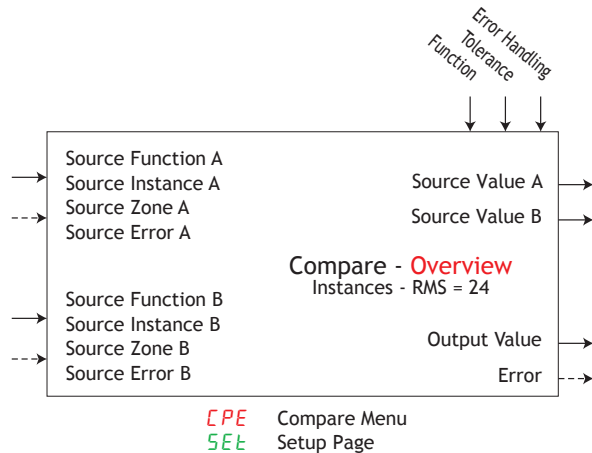 Function
Tolerance
Error Handling
Source Function A
Source Instance A
Source Zone A
Source Error A
Source Value A
Source Value B
Compare - Overview
Instances - RMS = 24
Source Function B
Source Instance B
Source Zone B
Source Error B
Output Value
Error
CPE Compare Menu
SEt Setup Page